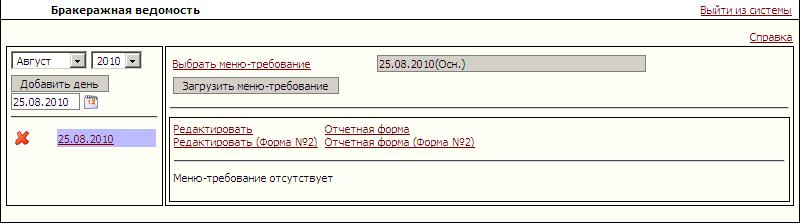 Бракеражная ведомость
Выйти из системы
Справка
Август 2010
Добавить день
25.08.2010
25.08.2010
Выбрать меню-требование 25.08.2010(Осн.)
Загрузить меню-требование
Редактировать Отчетная форма
Редактировать (Форма №2) Отчетная форма (Форма №2)
Меню-требование отсутствует